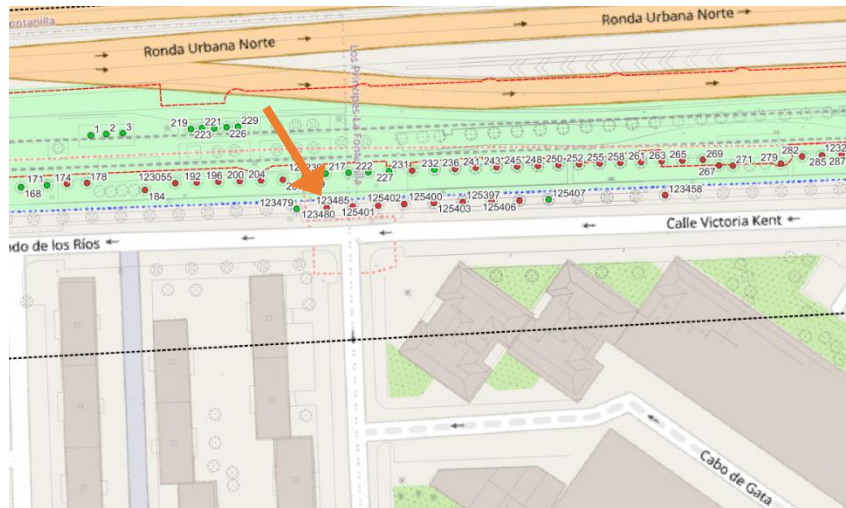 Ronda Urbana Norte
Ronda Urbana Norte
Los Príncipes-La Fontanilla
1 2 3
219 221 229
223 226
171 174 178 123055 192 196 200 204 217 222 231 232 236 241 243 245 248 250 252 255 258 261 263 265 269 282
168 184 227 267 271 279 285 287
123479 123485 125402 125400 125397 125407 123458
123480 125401 125403 125406
Calle Victoria Kent
ndo de los Ríos
Cabo de Gata